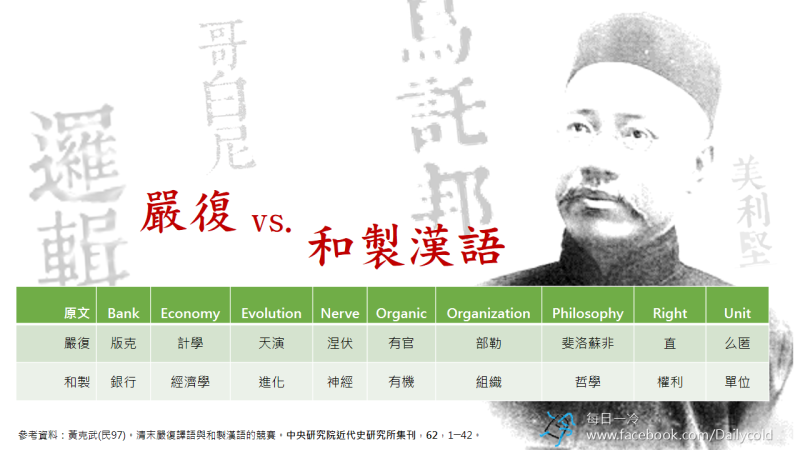 哥白尼
烏託邦
邏輯
美利堅
嚴復 vs. 和製漢語
原文 Bank Economy Evolution Nerve Organic Organization Philosophy Right Unit
嚴復 版克 計學 天演 涅伏 有官 部勒 斐洛蘇非 直 么匿
和製 銀行 經濟學 進化 神經 有機 組織 哲學 權利 單位
每日一冷
www.facebook.com/Dailycold
參考資料：黃克武(民97)。清末嚴復譯語與和製漢語的競賽。中央研究院近代史研究所集刊，62，1─42。